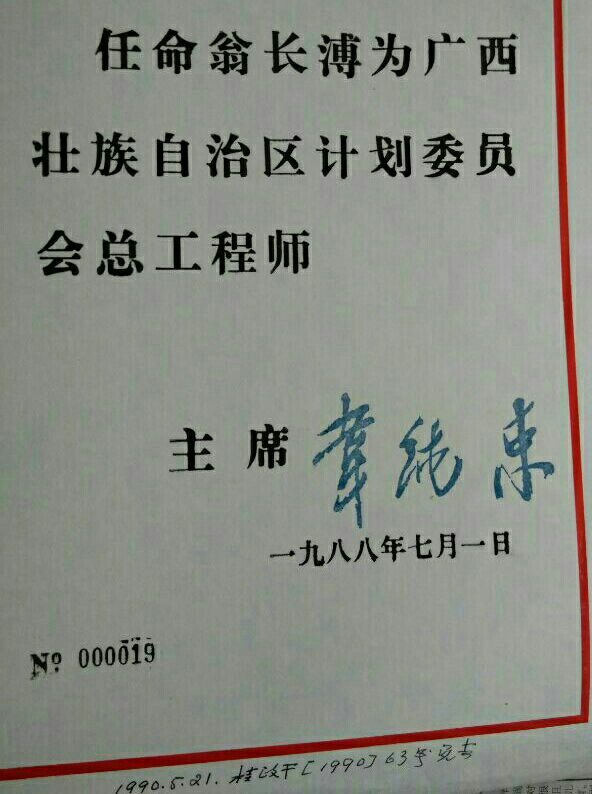 任命翁长溥为广西
壮族自治区计划委员
会总工程师
主席 韦纯束
一九八八年七月一日
No 000019
1990.5.21. 桂政干[1990]63号免去